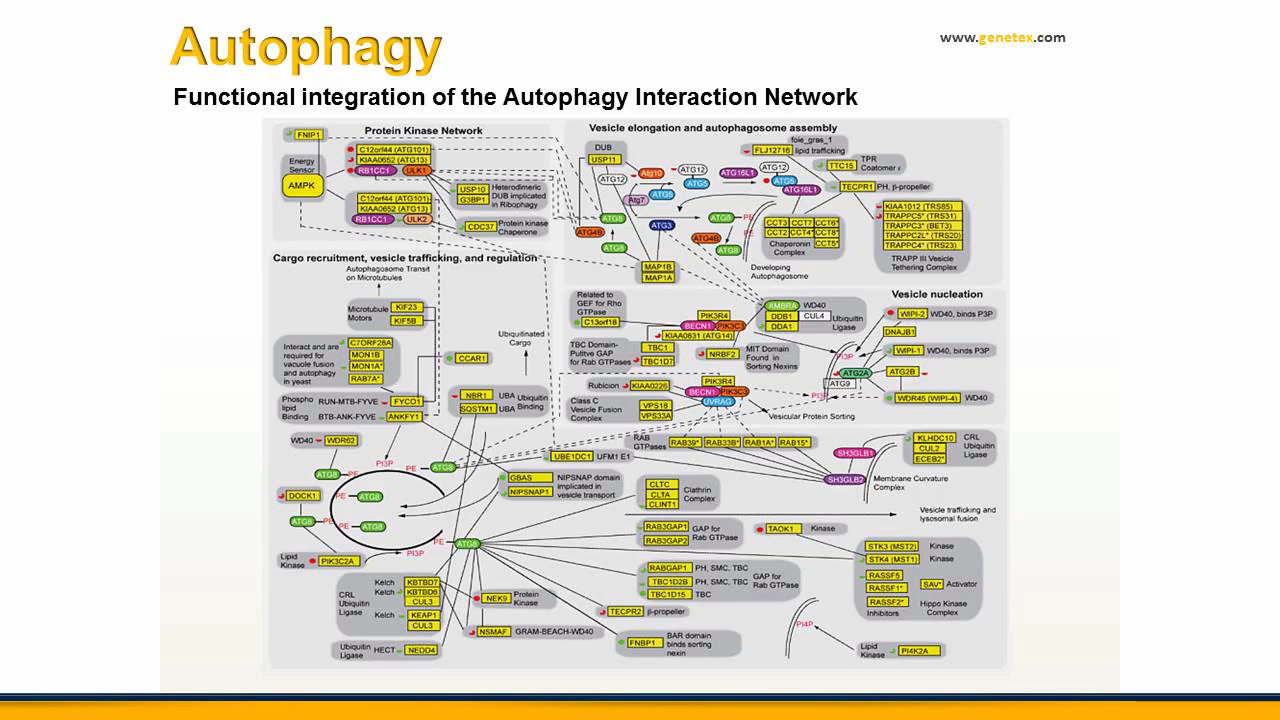 Autophagy
www.genetex.com
Functional integration of the Autophagy Interaction Network
Protein Kinase Network
FNIP1
Energy
Sensor
AMPK
C12orf44 (ATG101)
KIAA0652 (ATG13)
RB1CC1
ULK1
C12orf44 (ATG101)
KIAA0652 (ATG13)
RB1CC1
ULK2
USP10
G3BP1
Heterodimeric
DUB implicated
in Ribophagy
CDC37
Protein kinase
Chaperone
Vesicle elongation and autophagosome assembly
DUB
USP11
ATG12
Atg10
ATG12
ATG5
Atg7
ATG5
ATG16L1
ATG12
ATG5
ATG16L1
foie_gras_1
FLJ12716
lipid trafficking
TTC15
TPR
Coatomer ε
TECPR1
PH, β-propeller
KIAA1012 (TRS85)
TRAPPC5* (TRS31)
TRAPPC3* (BET3)
TRAPPC2L* (TRS20)
TRAPPC4* (TRS23)
TRAPP III Vesicle
Tethering Complex
ATG8
ATG4B
ATG8
ATG3
ATG8
PE
ATG4B
PE
ATG8
CCT3 CCT7 CCT6*
CCT2 CCT4* CCT8*
CCT5*
Chaperonin
Complex
MAP1B
MAP1A
Developing
Autophagosome
Cargo recruitment, vesicle trafficking, and regulation
Autophagosome Transit
on Microtubules
Microtubule
Motors
KIF23
KIF5B
Interact and are
required for
vacuole fusion
and autophagy
in yeast
C7ORF28A
MON1B
MON1A*
RAB7A*
CCAR1
Ubiquitinated
Cargo
Phospho
lipid
Binding
RUN-MTB-FYVE
FYCO1
BTB-ANK-FYVE
ANKFY1
NBR1
UBA
SQSTM1
UBA
Ubiquitin
Binding
WD40
WDR62
PI3P
PE
ATG8
ATG8
PE
UBE1DC1
UFM1 E1
GBAS
NIPSNAP1
NIPSNAP domain
implicated in
vesicle transport
DOCK1
PE
ATG8
ATG8
PE
PE
ATG8
PE
ATG8
Lipid
Kinase
PIK3C2A
PI3P
Related to
GEF for Rho
GTPase
C13orf18
PIK3R4
BECN1
PIK3C3
KIAA0831 (ATG14)
TBC Domain-
Putitve GAP
for Rab GTPases
TBC1
TBC1D7
NRBF2
MIT Domain
Found in
Sorting Nexins
AMBRA
WD40
DDB1
CUL4
DDA1
Ubiquitin
Ligase
Vesicle nucleation
WIPI-2
WD40, binds P3P
DNAJB1
WIPI-1
WD40, binds P3P
PI3P
ATG2A
ATG9
ATG2B
PI3P
WDR45 (WIPI-4)
WD40
Rubicion
KIAA0226
PIK3R4
BECN1
PIK3C3
UVRAG
Class C
Vesicle Fusion
Complex
VPS18
VPS33A
Vesicular Protein Sorting
RAB
GTPases
RAB39*
RAB33B*
RAB1A*
RAB15*
SH3GLB1
SH3GLB2
KLHDC10
CUL2
ECEB2*
CRL
Ubiquitin
Ligase
Membrane Curvature
Complex
CLTC
CLTA
CLINT1
Clathrin
Complex
Vesicle trafficking and
lysosomal fusion
RAB3GAP1
RAB3GAP2
GAP for
Rab GTPase
TAOK1
Kinase
RABGAP1
PH, SMC, TBC
TBC1D2B
PH, SMC, TBC
TBC1D15
TBC
GAP for
Rab GTPase
STK3 (MST2)
Kinase
STK4 (MST1)
Kinase
RASSF5
RASSF1*
RASSF2*
SAV*
Activator
Inhibitors
Hippo Kinase
Complex
CRL
Ubiquitin
Ligase
Kelch
KBTBD7
Kelch
KBTBD6
CUL3
Kelch
KEAP1
CUL3
NEK9
Protein
Kinase
NSMAF
GRAM-BEACH-WD40
TECPR2
β-propeller
FNBP1
BAR domain
binds sorting
nexin
Ubiquitin
Ligase
HECT
NEDD4
PI4P
Lipid
Kinase
PI4K2A